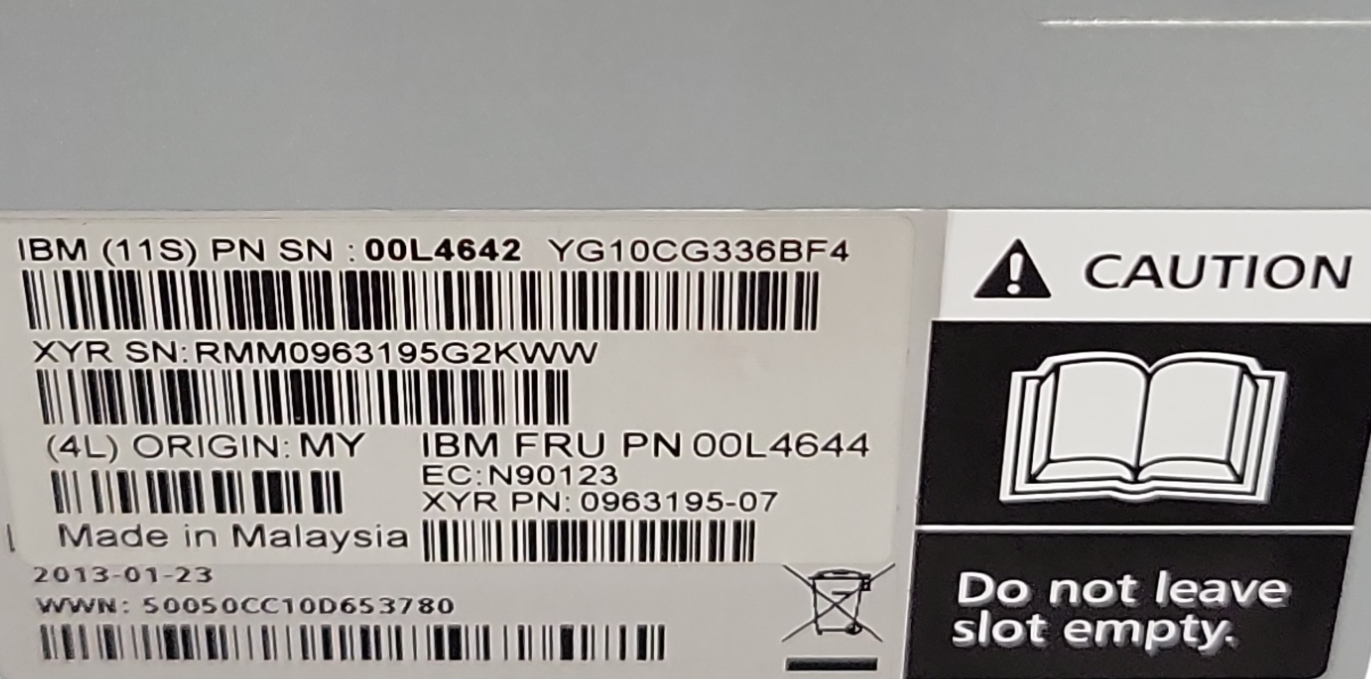 IBM (11S) PN SN : 00L4642 YG10CG336BF4
XYR SN:RMM0963195G2KWW
(4L) ORIGIN: MY
IBM FRU PN 00L4644
EC:N90123
XYR PN: 0963195-07
Made in Malaysia
2013-01-23
WWN: 50050CC10D653780
CAUTION
Do not leave
slot empty.